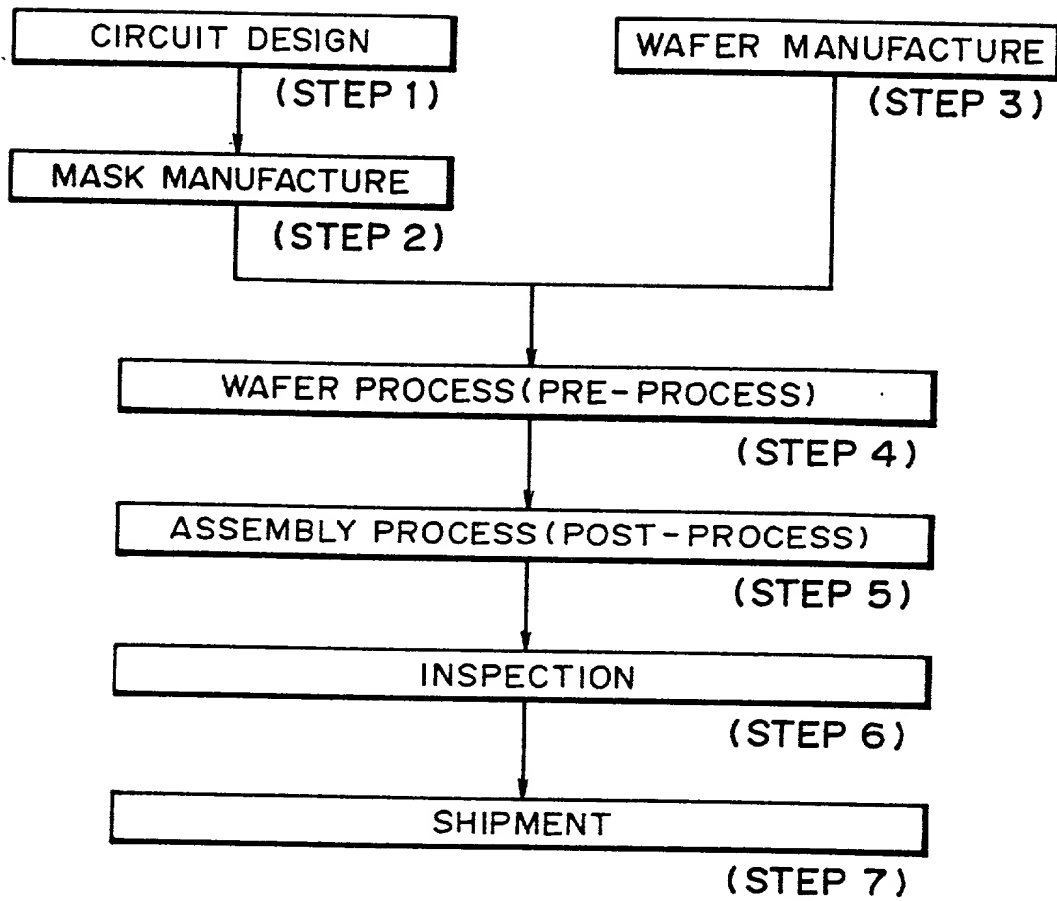 CIRCUIT DESIGN
(STEP 1)
WAFER MANUFACTURE
(STEP 3)
MASK MANUFACTURE
(STEP 2)
WAFER PROCESS (PRE-PROCESS)
(STEP 4)
ASSEMBLY PROCESS (POST-PROCESS)
(STEP 5)
INSPECTION
(STEP 6)
SHIPMENT
(STEP 7)